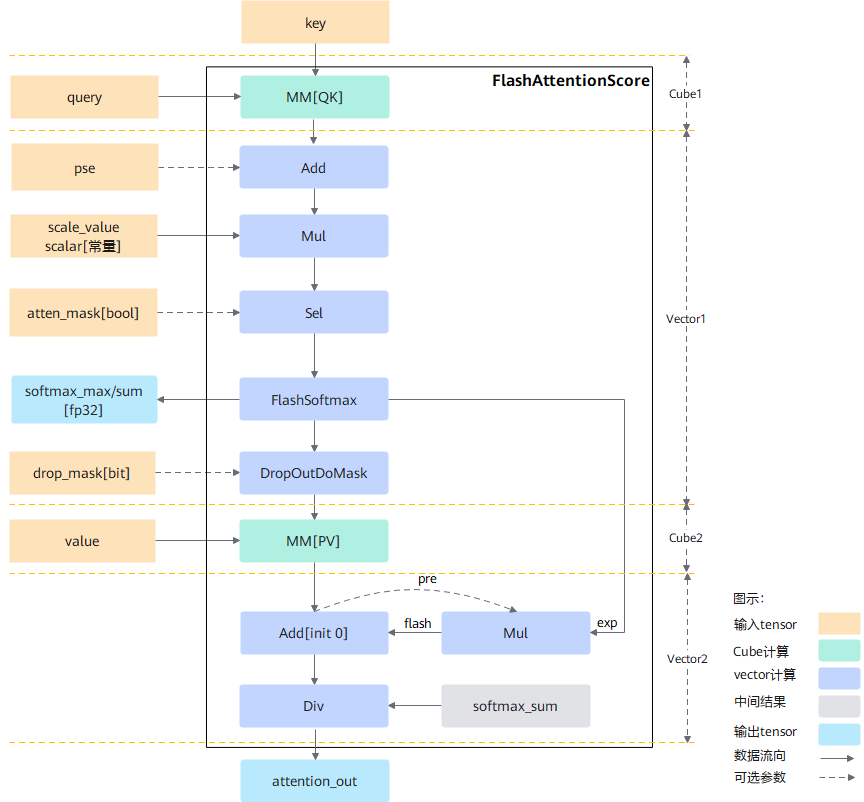 key
FlashAttentionScore
query
MM[QK]
Cube1
pse
Add
scale_value
scalar[常量]
Mul
atten_mask[bool]
Sel
Vector1
softmax_max/sum
[fp32]
FlashSoftmax
drop_mask[bit]
DropOutDoMask
value
MM[PV]
Cube2
pre
Add[init 0]
flash
Mul
exp
Vector2
Div
softmax_sum
attention_out
图示：
输入tensor
Cube计算
vector计算
中间结果
输出tensor
数据流向
可选参数